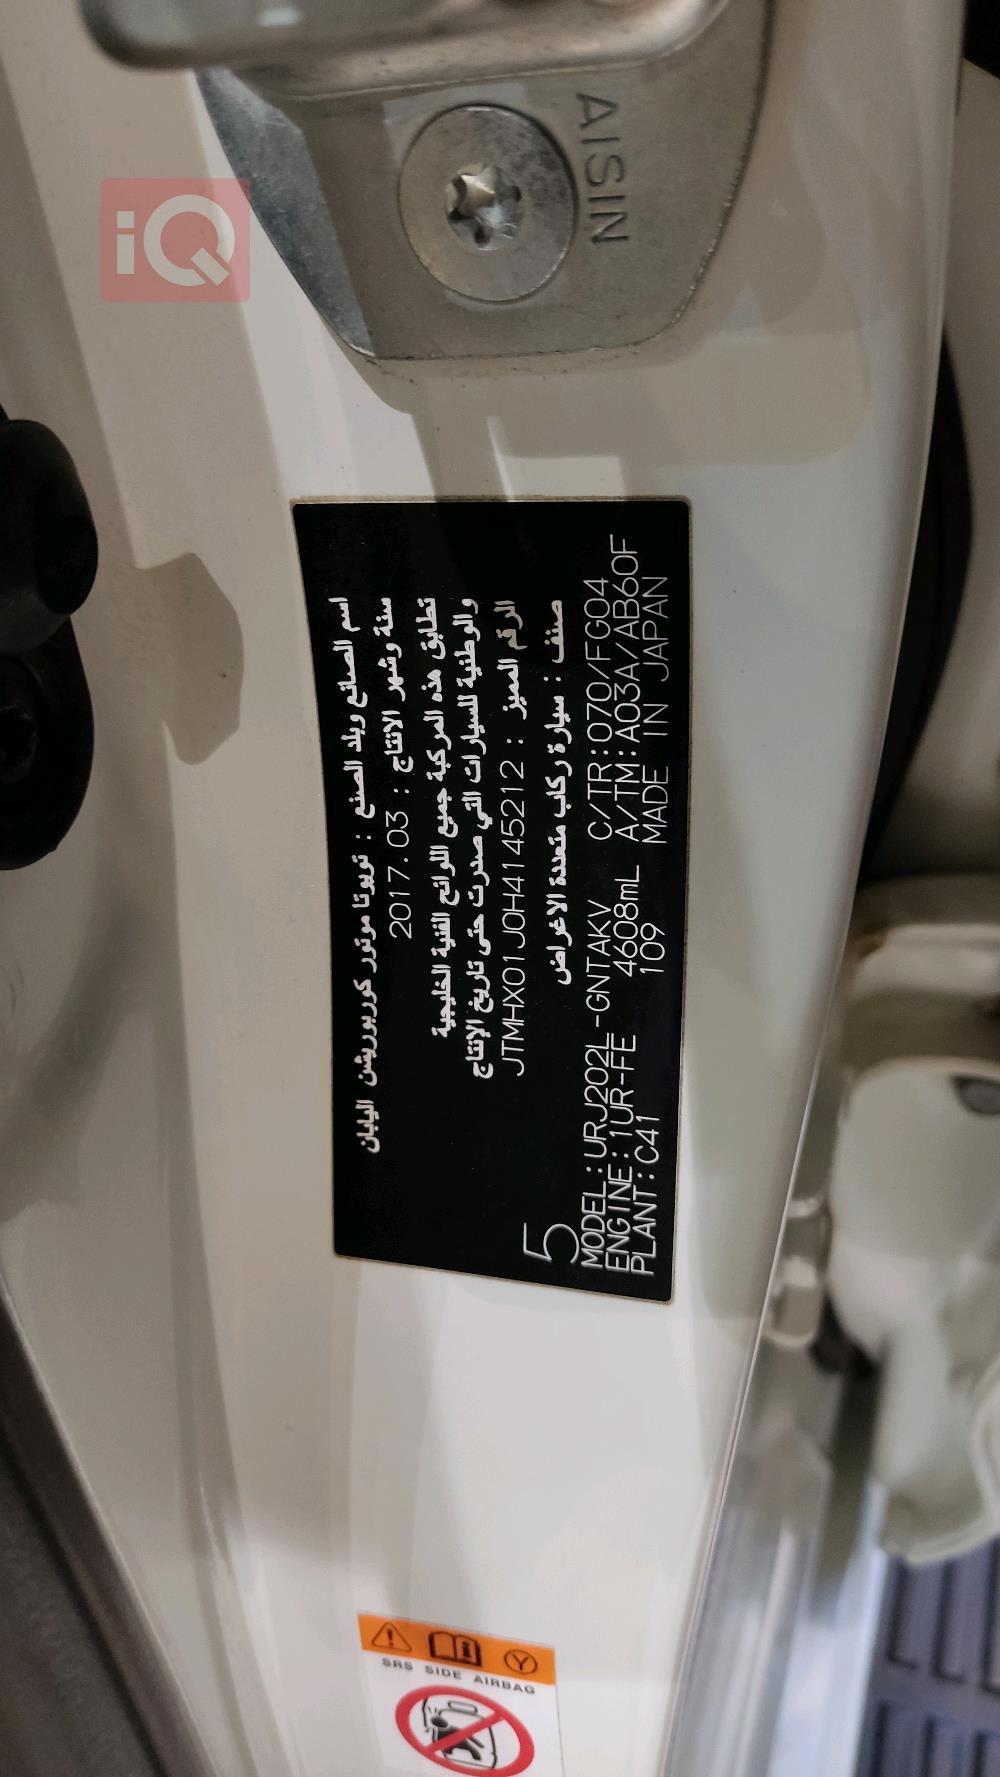 iQ
AISIN
اسم الصانع وبلد الصنع : تويوتا موتور كوربوريشن اليابان
سنة وشهر الانتاج : 2017.03
تطابق هذه المركبة جميع اللوائح الفنية الخليجية
والوطنية للسيارات التي صدرت حتى تاريخ الإنتاج
الرقم المميز : JTMHX01J0H4145212
صنف : سيارة ركاب متعددة الاغراض
5
MODEL:URJ202L-GNTAKV C/TR:070/FG04
ENGINE:1UR-FE 4608mL A/TM:A03A/AB60F
PLANT:C41 109 MADE IN JAPAN
SRS SIDE AIRBAG